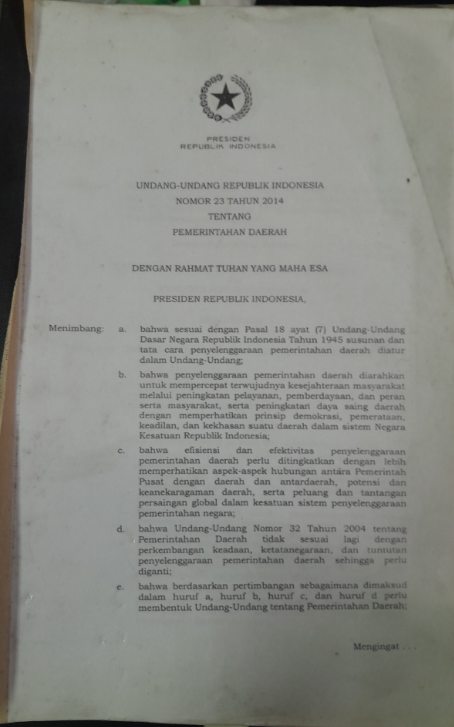 PRESIDEN
REPUBLIK INDONESIA
UNDANG-UNDANG REPUBLIK INDONESIA
NOMOR 23 TAHUN 2014
TENTANG
PEMERINTAHAN DAERAH
DENGAN RAHMAT TUHAN YANG MAHA ESA
PRESIDEN REPUBLIK INDONESIA,
Menimbang: a. bahwa sesuai dengan Pasal 18 ayat (7) Undang-Undang
Dasar Negara Republik Indonesia Tahun 1945 susunan dan
tata cara penyelenggaraan pemerintahan daerah diatur
dalam Undang-Undang;
b. bahwa penyelenggaraan pemerintahan daerah diarahkan
untuk mempercepat terwujudnya kesejahteraan masyarakat
melalui peningkatan pelayanan, pemberdayaan, dan peran
serta masyarakat, serta peningkatan daya saing daerah
dengan memperhatikan prinsip demokrasi, pemerataan,
keadilan, dan kekhasan suatu daerah dalam sistem Negara
Kesatuan Republik Indonesia;
c. bahwa efisiensi dan efektivitas penyelenggaraan
pemerintahan daerah perlu ditingkatkan dengan lebih
memperhatikan aspek-aspek hubungan antara Pemerintah
Pusat dengan daerah dan antardaerah, potensi dan
keanekaragaman daerah, serta peluang dan tantangan
persaingan global dalam kesatuan sistem penyelenggaraan
pemerintahan negara;
d. bahwa Undang-Undang Nomor 32 Tahun 2004 tentang
Pemerintahan Daerah tidak sesuai lagi dengan
perkembangan keadaan, ketatanegaraan, dan tuntutan
penyelenggaraan pemerintahan daerah sehingga perlu
diganti;
e. bahwa berdasarkan pertimbangan sebagaimana dimaksud
dalam huruf a, huruf b, huruf c, dan huruf d perlu
membentuk Undang-Undang tentang Pemerintahan Daerah;
Mengingat . . .